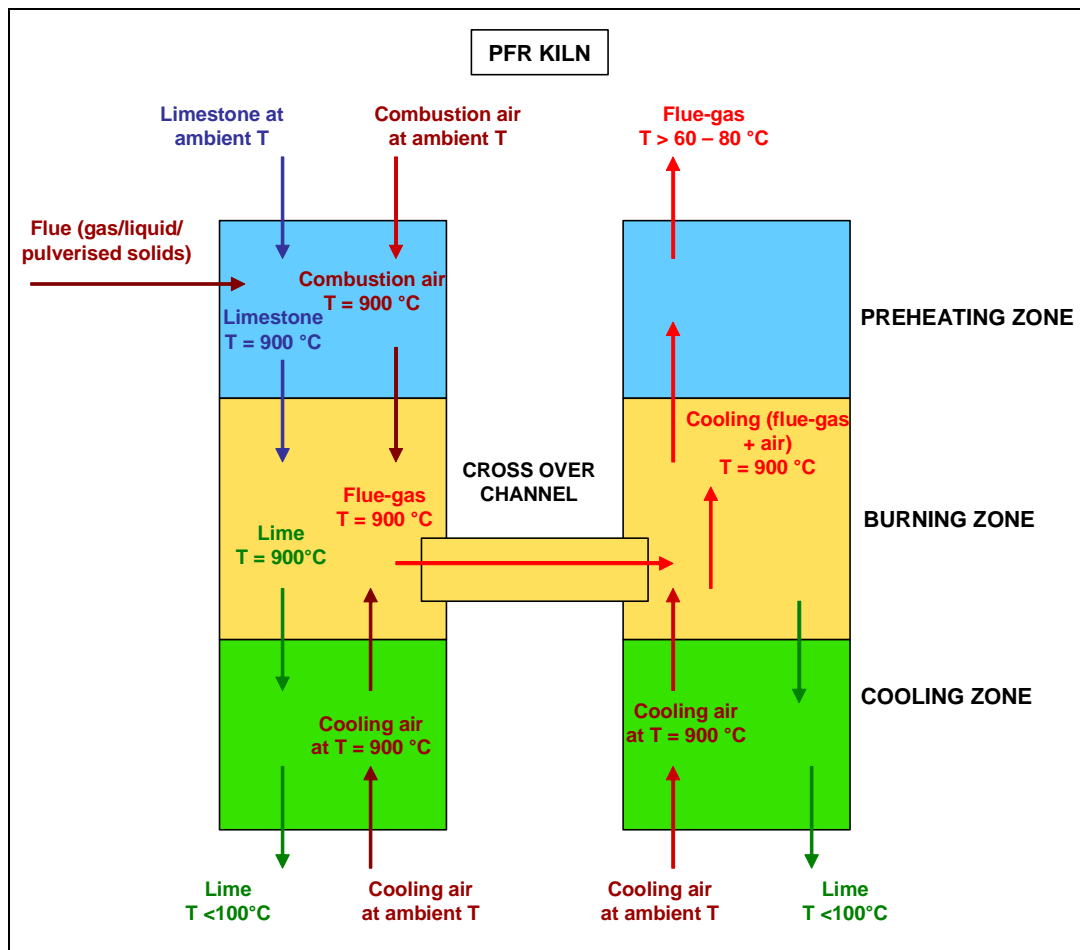 PFR KILN
Limestone at
ambient T
Combustion air
at ambient T
Flue-gas
T > 60 – 80 °C
Flue (gas/liquid/
pulverised solids)
Combustion air
T = 900 °C
Limestone
T = 900 °C
PREHEATING ZONE
Cooling (flue-gas
+ air)
T = 900 °C
CROSS OVER
CHANNEL
Flue-gas
T = 900 °C
Lime
T = 900°C
BURNING ZONE
Cooling air
at T = 900 °C
Cooling air
at T = 900 °C
COOLING ZONE
Lime
T <100°C
Cooling air
at ambient T
Cooling air
at ambient T
Lime
T <100°C